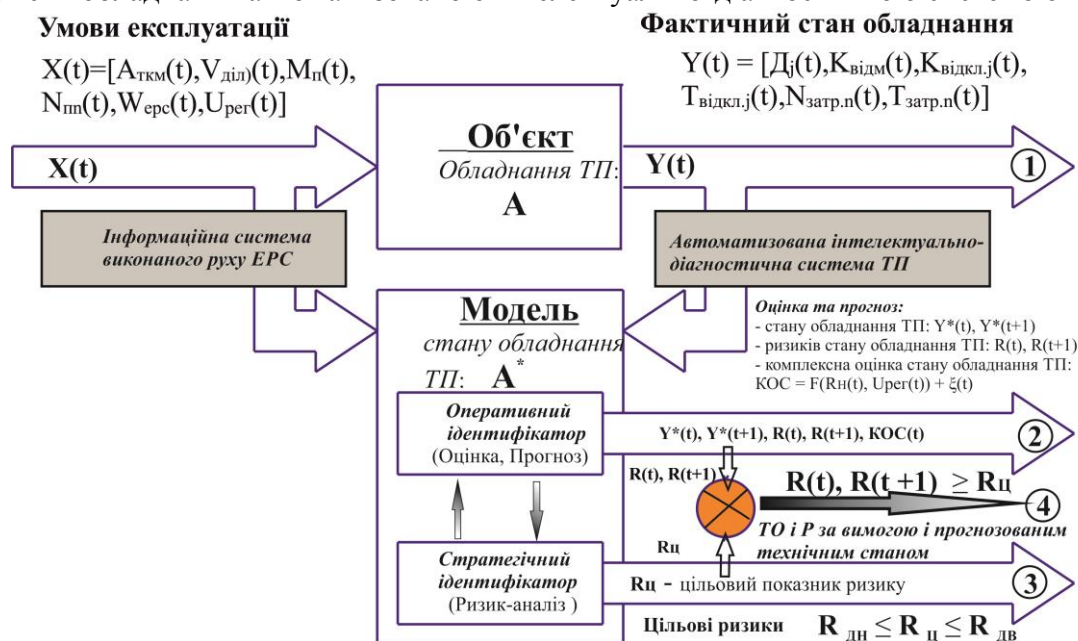 Умови експлуатації
Фактичний стан обладнання
X(t)=[Aткм(t),Vділ)(t),Mп(t),
Nпп(t),Wерс(t),Uрег(t)]
Y(t) = [Дj(t),Kвідм(t),Kвідкл.j(t),
Tвідкл.j(t),Nзатр.n(t),Tзатр.n(t)]
X(t)
Об'єкт
Обладнання ТП:
A
Y(t)
1
Інформаційна система
виконаного руху ЕРС
Автоматизована інтелектуально-
діагностична система ТП
Модель
стану обладнання
ТП: A*
Оцінка та прогноз:
- стану обладнання ТП: Y*(t), Y*(t+1)
- ризиків стану обладнання ТП: R(t), R(t+1)
- комплексна оцінка стану обладнання ТП:
КОС = F(Rн(t), Uрег(t)) + ξ(t)
Оперативний
ідентифікатор
(Оцінка, Прогноз)
Y*(t), Y*(t+1), R(t), R(t+1), КОС(t)
2
R(t), R(t+1)
R(t), R(t +1) ≥ Rц
4
ТО і Р за вимогою і прогнозованим
технічним станом
Rц
Стратегічний
ідентифікатор
(Ризик-аналіз )
Rц – цільовий показник ризику
3
Цільові ризики R дн ≤ R ц ≤ R дв